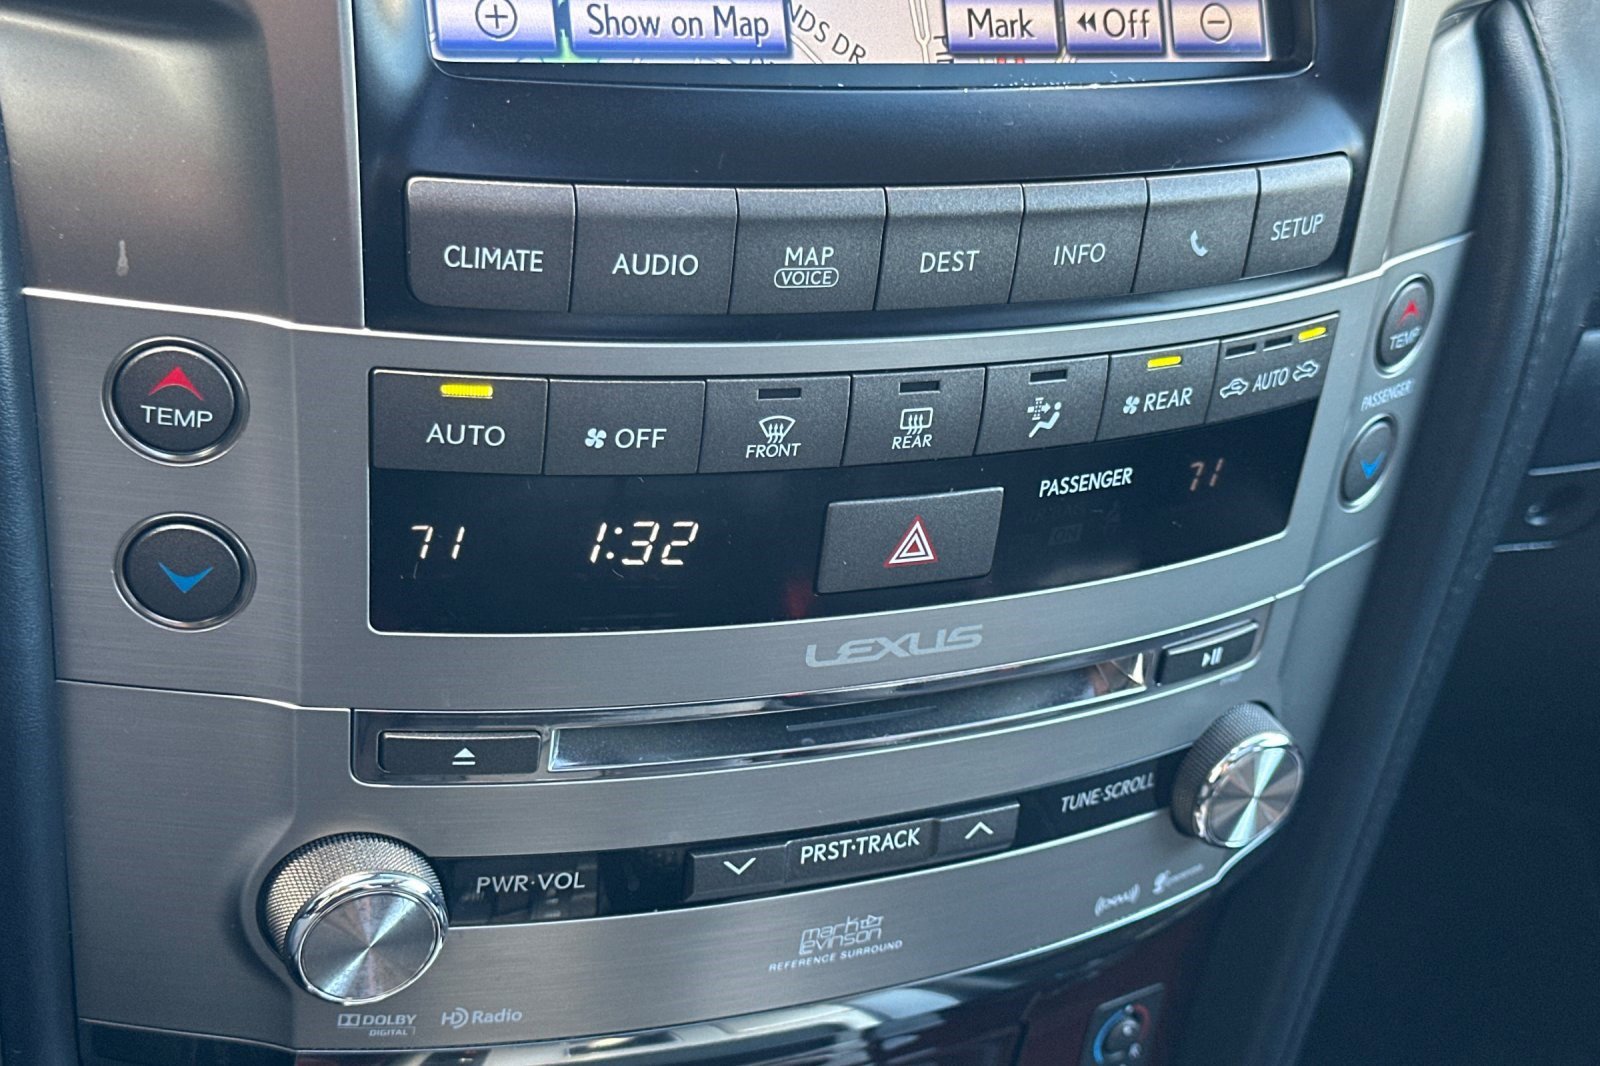 Show on Map
NDS DR
Mark
Off
CLIMATE
AUDIO
MAP
VOICE
DEST
INFO
SETUP
TEMP
AUTO
OFF
FRONT
REAR
REAR
AUTO
TEMP
PASSENGER
71
1:32
PASSENGER
71
LEXUS
PWR·VOL
PRST·TRACK
TUNE·SCROLL
mark
levinson
REFERENCE SURROUND
DOLBY
DIGITAL
HD Radio